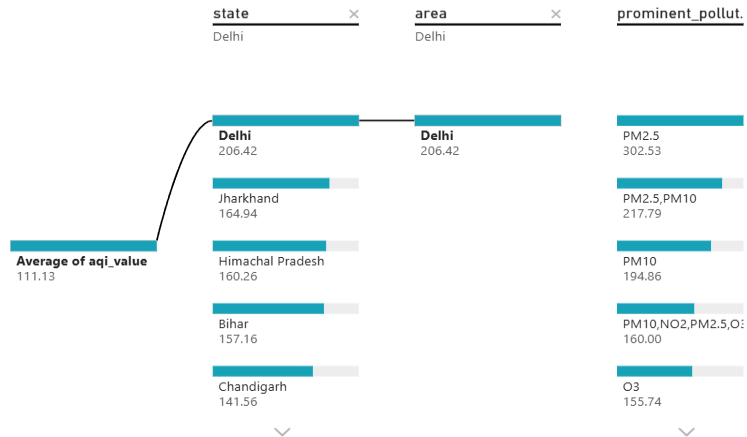 state
area
prominent_pollut.
Delhi
Delhi
Average of aqi_value
111.13
Delhi
206.42
Jharkhand
164.94
Himachal Pradesh
160.26
Bihar
157.16
Chandigarh
141.56
Delhi
206.42
PM2.5
302.53
PM2.5,PM10
217.79
PM10
194.86
PM10,NO2,PM2.5,O3
160.00
O3
155.74